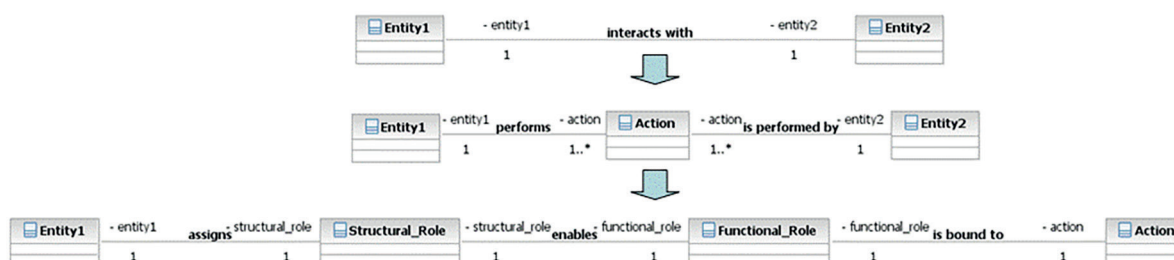 Entity1 - entity1 interacts with - entity2 Entity2
1 1
Entity1 - entity1 performs - action Action - action is performed by - entity2 Entity2
1 1..* 1..* 1
Entity1 - entity1 assigns - structural_role Structural_Role - structural_role enables - functional_role Functional_Role - functional_role is bound to - action Action
1 1 1 1 1 1